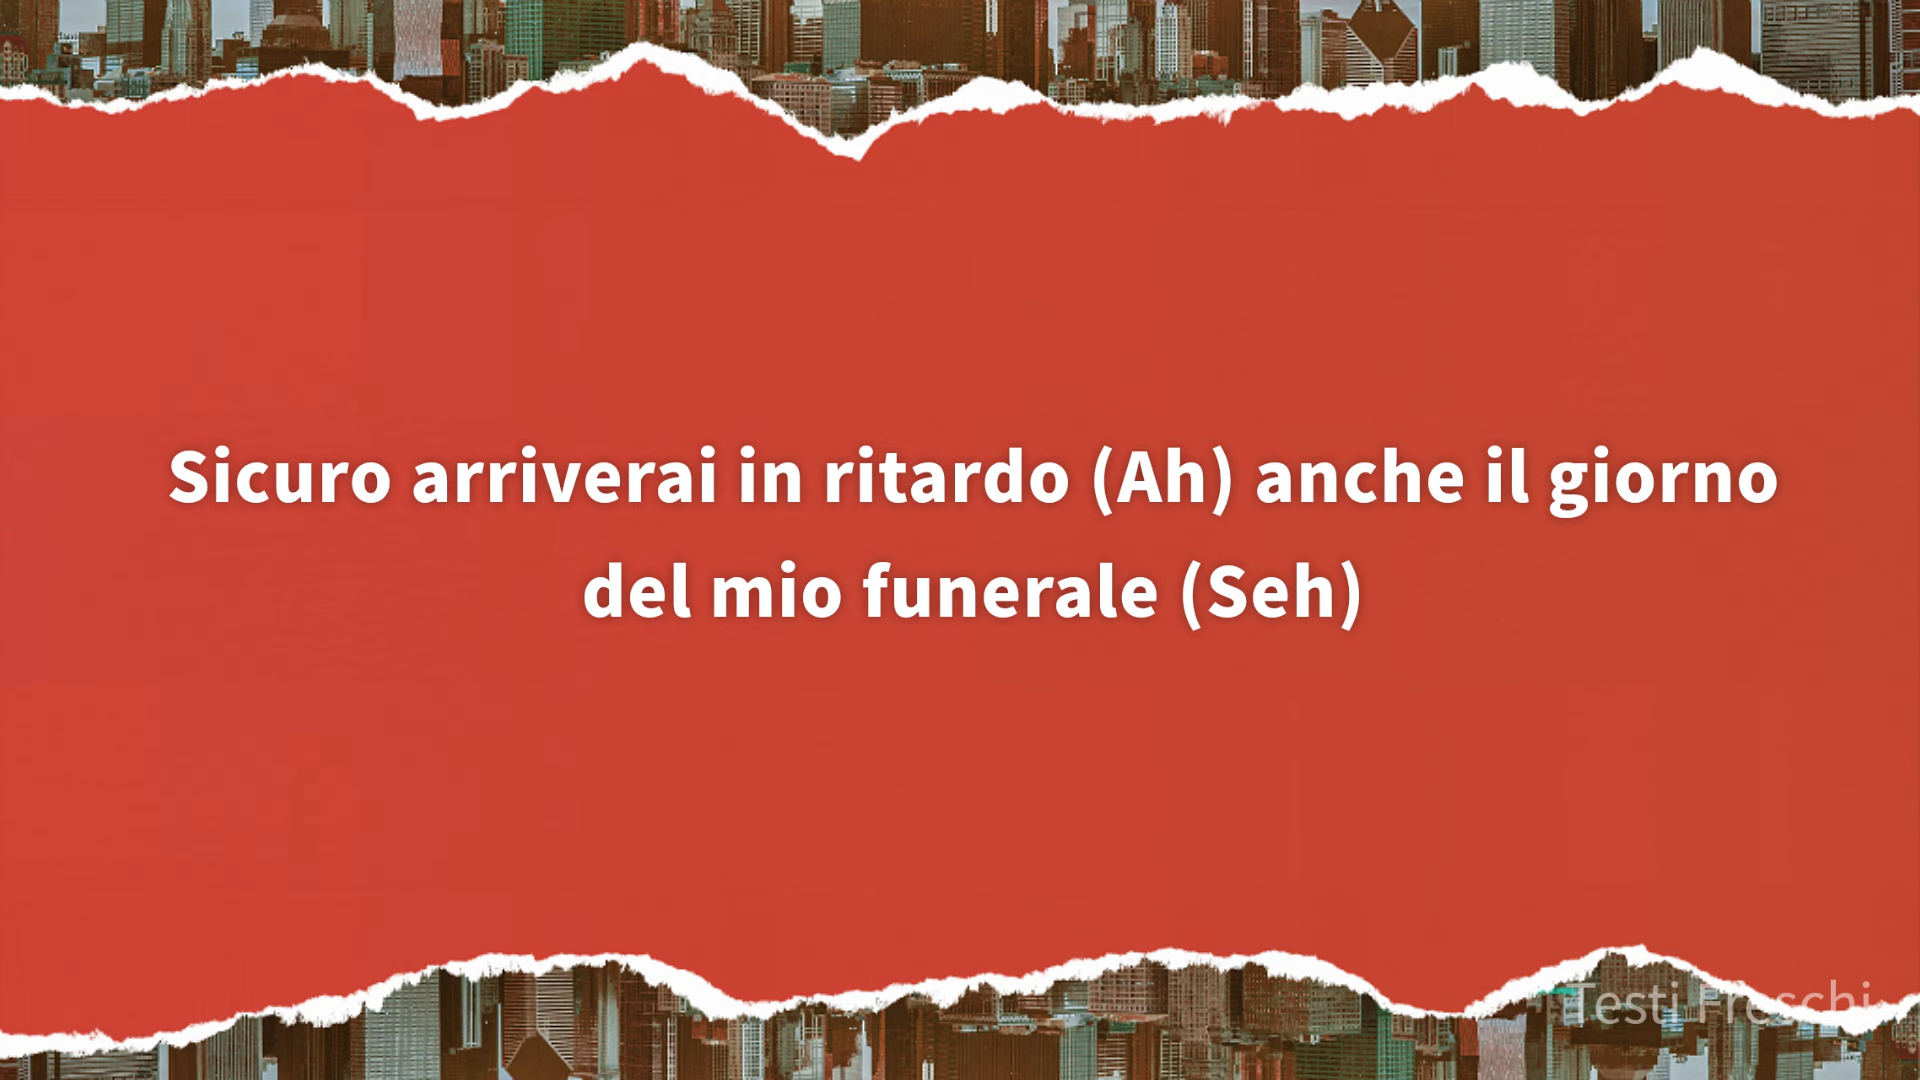 Sicuro arriverai in ritardo (Ah) anche il giorno
del mio funerale (Seh)
Testi Freschi